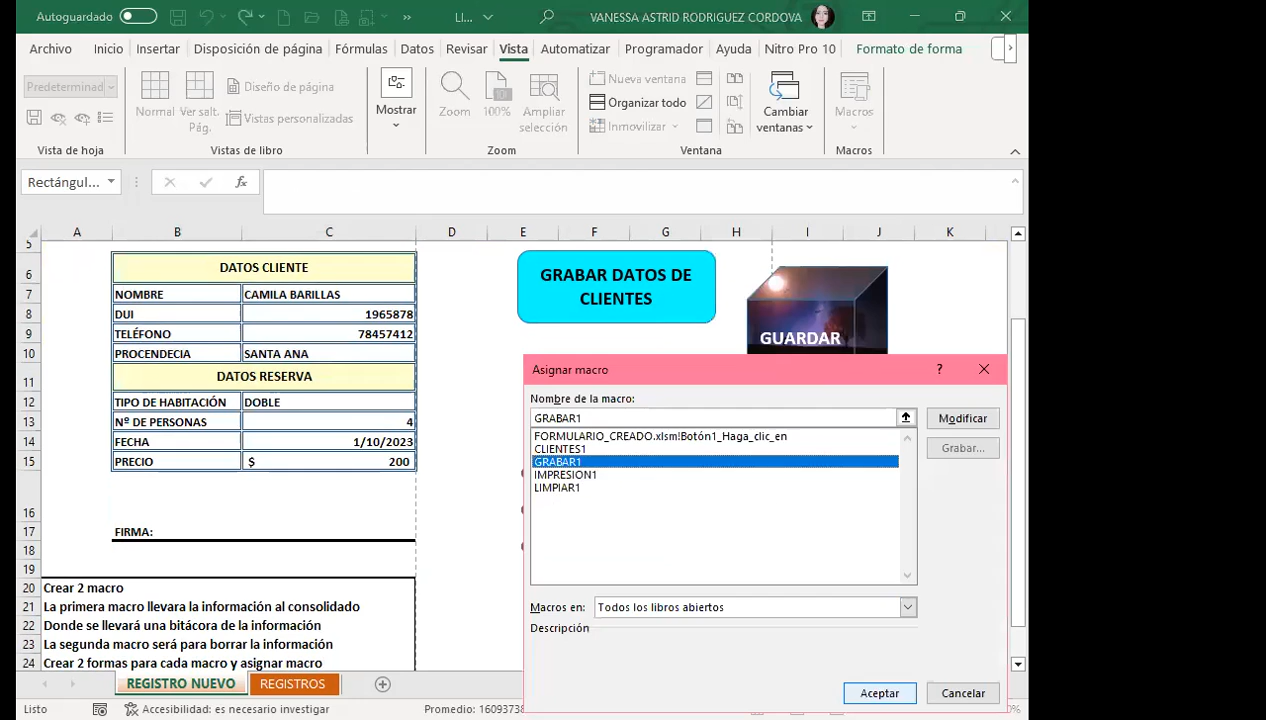 Autoguardado
LI...
VANESSA ASTRID RODRIGUEZ CORDOVA
Archivo Inicio Insertar Disposición de página Fórmulas Datos Revisar Vista Automatizar Programador Ayuda Nitro Pro 10 Formato de forma
Predeterminad
Normal
Ver salt.
Pág.
Diseño de página
Vistas personalizadas
Mostrar
Zoom
100%
Ampliar
selección
Nueva ventana
Organizar todo
Inmovilizar
Cambiar
ventanas
Macros
Vista de hoja
Vistas de libro
Zoom
Ventana
Macros
Rectángul...
fx
A B C D E F G H I J K
5
6 DATOS CLIENTE
7 NOMBRE CAMILA BARILLAS
8 DUI 1965878
9 TELÉFONO 78457412
10 PROCENDECIA SANTA ANA
11 DATOS RESERVA
12 TIPO DE HABITACIÓN DOBLE
13 Nº DE PERSONAS 4
14 FECHA 1/10/2023
15 PRECIO $ 200
16
17 FIRMA:
18
19
20 Crear 2 macro
21 La primera macro llevara la información al consolidado
22 Donde se llevará una bitácora de la información
23 La segunda macro será para borrar la información
24 Crear 2 formas para cada macro y asignar macro
GRABAR DATOS DE
CLIENTES
GUARDAR
Asignar macro ?
Nombre de la macro:
GRABAR1
FORMULARIO_CREADO.xlsm!Botón1_Haga_clic_en
CLIENTES1
GRABAR1
IMPRESION1
LIMPIAR1
Modificar
Grabar...
Macros en: Todos los libros abiertos
Descripción
Aceptar Cancelar
REGISTRO NUEVO REGISTROS
Listo
Accesibilidad: es necesario investigar